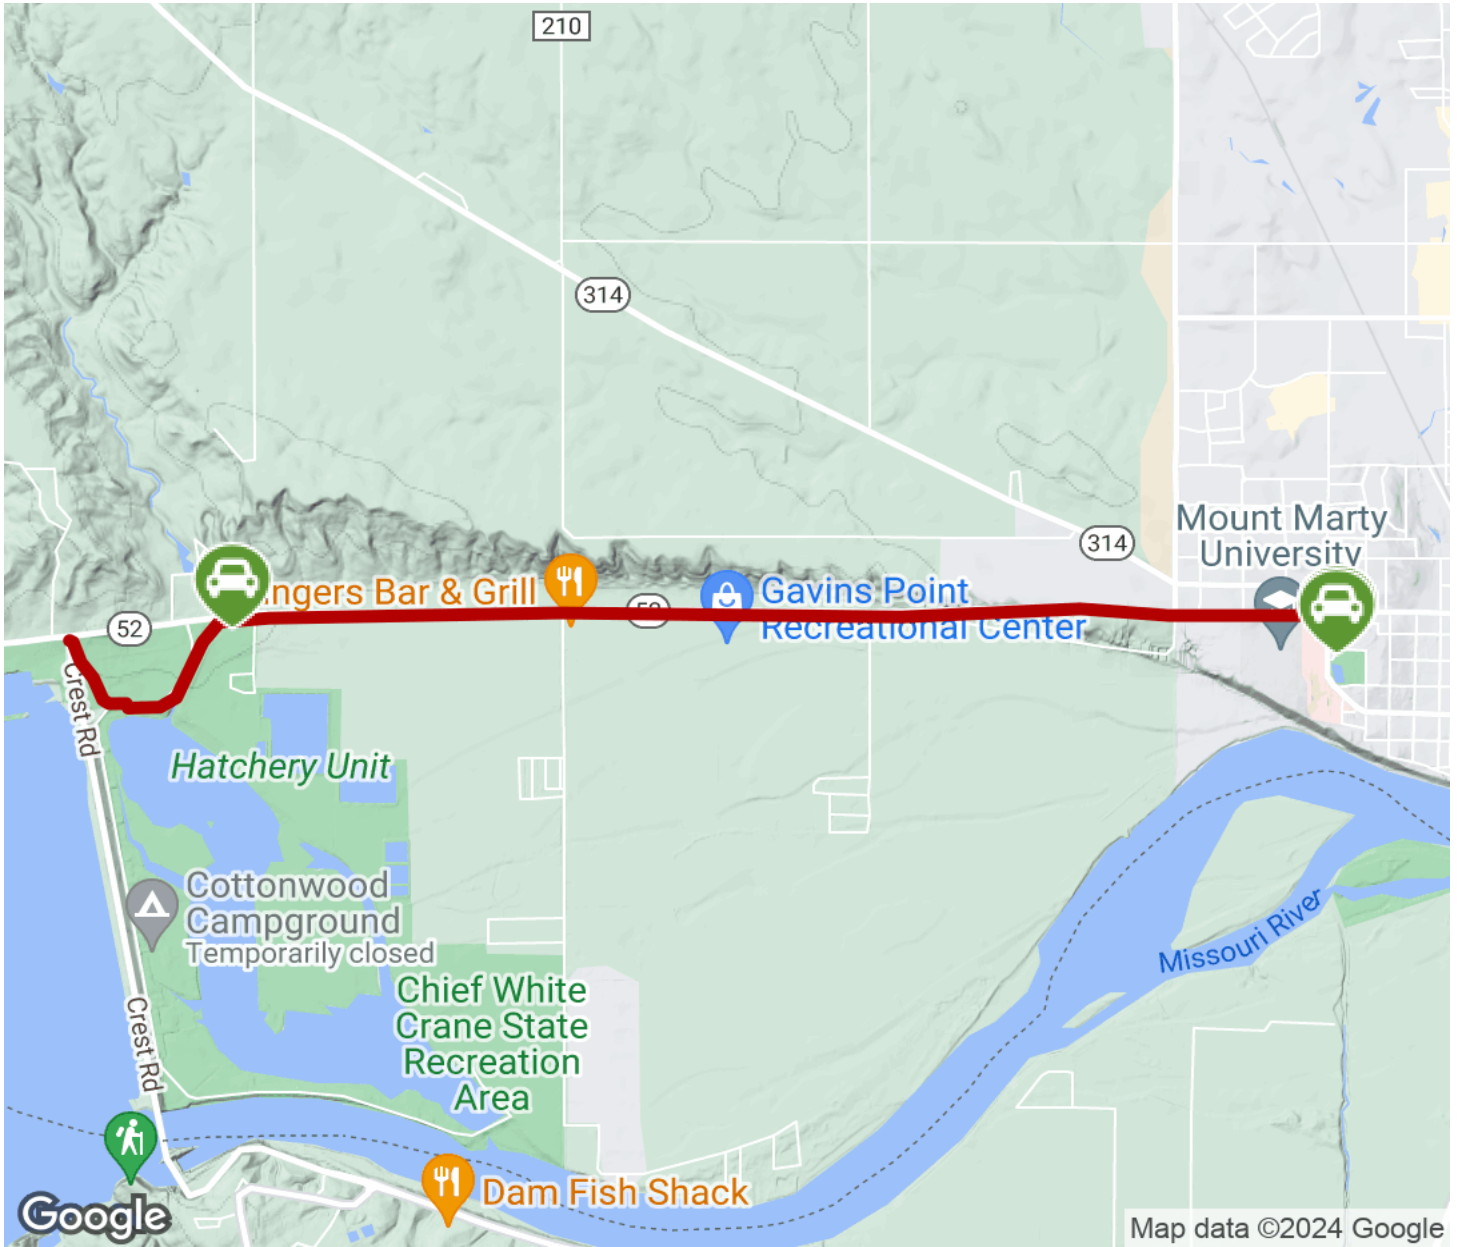 210
314
Mount Marty
University
314
ingers Bar & Grill
Gavins Point
Recreational Center
52
52
Crest Rd
Hatchery Unit
Cottonwood
Campground
Temporarily closed
Missouri River
Chief White
Crane State
Recreation
Area
Crest Rd
Dam Fish Shack
Google
Map data ©2024 Google